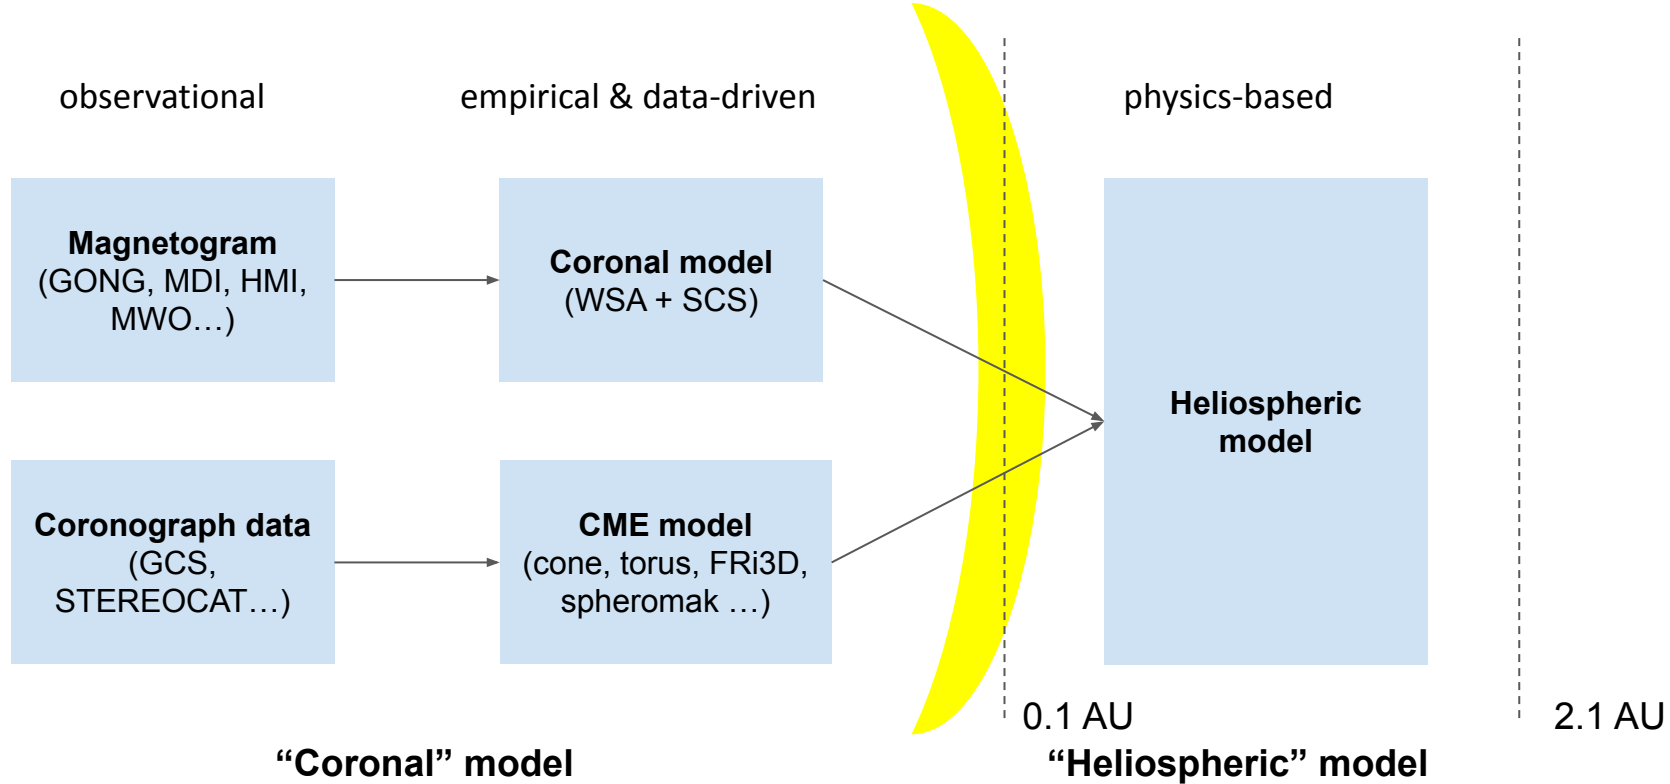 observational
empirical & data-driven
physics-based
Magnetogram
(GONG, MDI, HMI,
MWO…)
Coronal model
(WSA + SCS)
Heliospheric
model
Coronograph data
(GCS,
STEREOCAT…)
CME model
(cone, torus, FRi3D,
spheromak …)
0.1 AU
2.1 AU
“Coronal” model
“Heliospheric” model